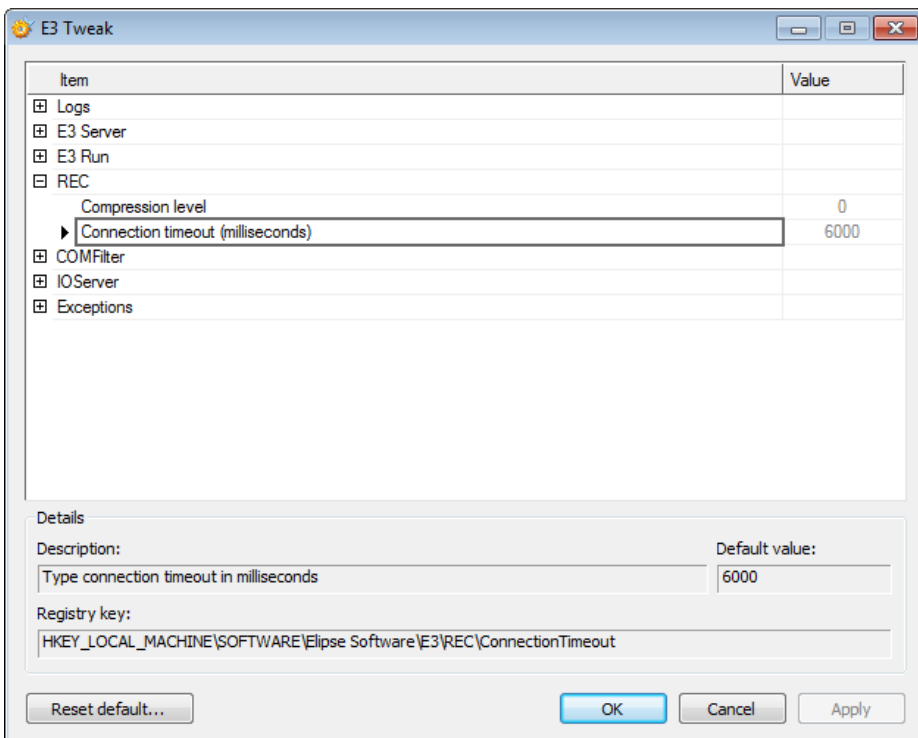 E3 Tweak
Item Value
Logs
E3 Server
E3 Run
REC
Compression level 0
Connection timeout (milliseconds) 6000
COMFilter
IOServer
Exceptions
Details
Description: Default value:
Type connection timeout in milliseconds 6000
Registry key:
HKEY_LOCAL_MACHINE\SOFTWARE\Elipse Software\E3\REC\ConnectionTimeout
Reset default... OK Cancel Apply